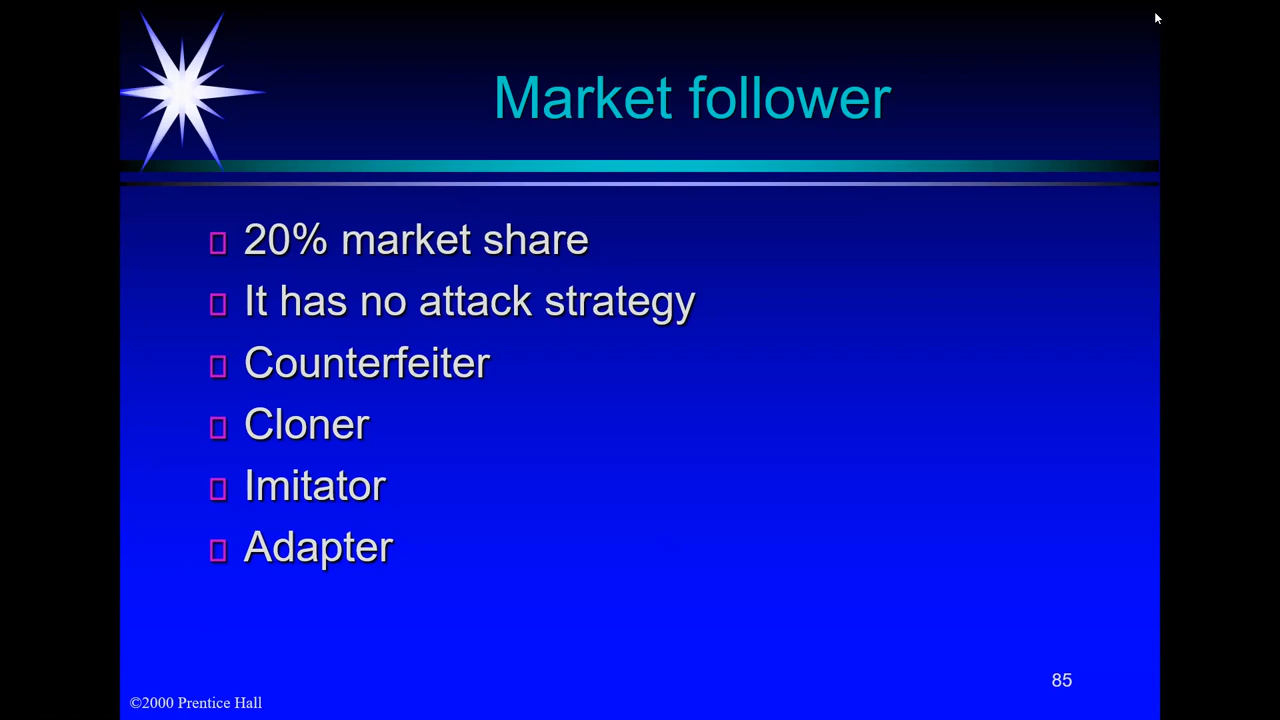 Market follower
20% market share
It has no attack strategy
Counterfeiter
Cloner
Imitator
Adapter
85
©2000 Prentice Hall